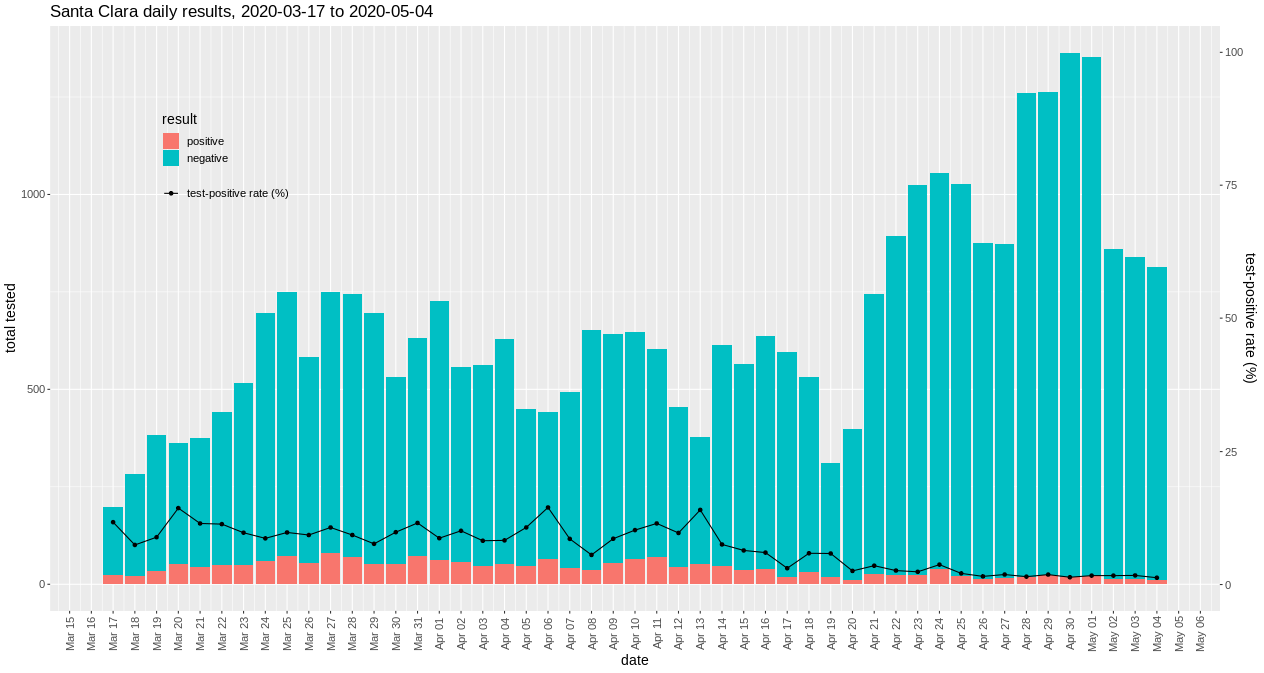 Santa Clara daily results, 2020-03-17 to 2020-05-04
result
positive
negative
test-positive rate (%)
total tested
1000
500
0
100
75
50
25
0
test-positive rate (%)
Mar 15
Mar 16
Mar 17
Mar 18
Mar 19
Mar 20
Mar 21
Mar 22
Mar 23
Mar 24
Mar 25
Mar 26
Mar 27
Mar 28
Mar 29
Mar 30
Mar 31
Apr 01
Apr 02
Apr 03
Apr 04
Apr 05
Apr 06
Apr 07
Apr 08
Apr 09
Apr 10
Apr 11
Apr 12
Apr 13
Apr 14
Apr 15
Apr 16
Apr 17
Apr 18
Apr 19
Apr 20
Apr 21
Apr 22
Apr 23
Apr 24
Apr 25
Apr 26
Apr 27
Apr 28
Apr 29
Apr 30
May 01
May 02
May 03
May 04
May 05
May 06
date